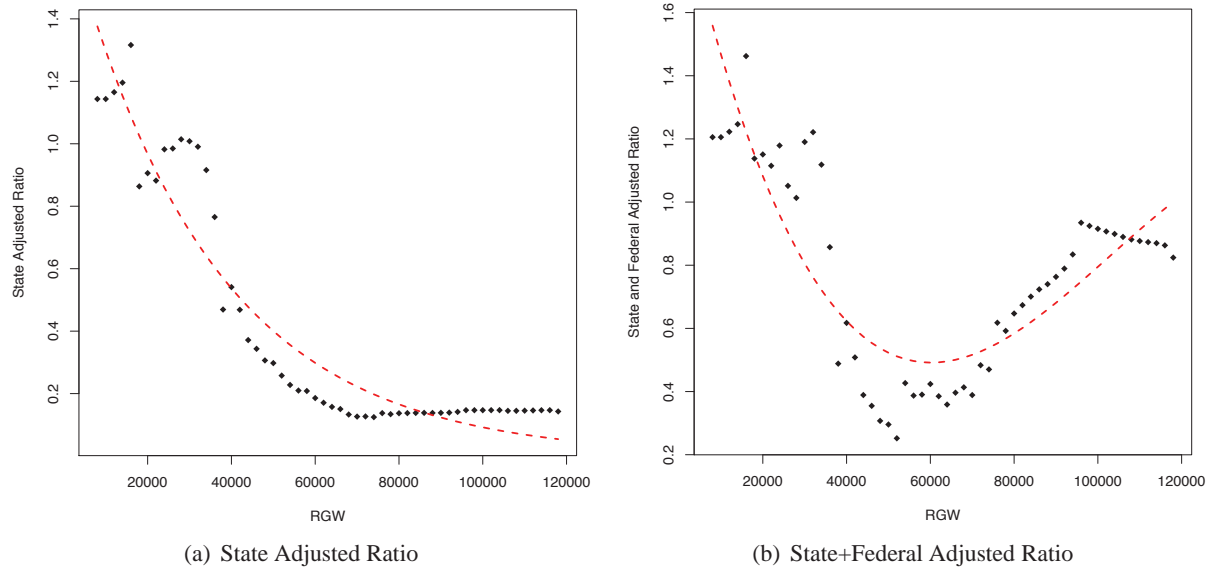 1.4
1.2
1.0
0.8
0.6
0.4
0.2
State Adjusted Ratio
20000 40000 60000 80000 100000 120000
RGW
(a) State Adjusted Ratio
1.6
1.4
1.2
1.0
0.8
0.6
0.4
0.2
State and Federal Adjusted Ratio
20000 40000 60000 80000 100000 120000
RGW
(b) State+Federal Adjusted Ratio